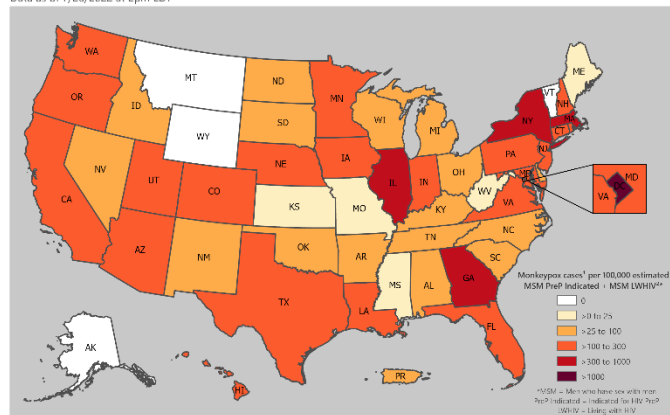 WA
MT
ND
MN
ME
OR
ID
SD
WI
MI
VT
NH
NY
MA
CT
WY
NE
IA
PA
NJ
NV
UT
CO
IL
IN
OH
MD
DC
MD
VA
CA
KS
MO
WV
VA
KY
AZ
NM
OK
AR
TN
NC
SC
MS
AL
GA
TX
LA
FL
AK
HI
PR
Monkeypox cases¹ per 100,000 estimated
MSM PreP Indicated + MSM LWHIV²*
0
>0 to 25
>25 to 100
>100 to 300
>300 to 1000
>1000
*MSM = Men who have sex with men
PreP Indicated = Indicated for HIV PreP
LWHIV = Living with HIV